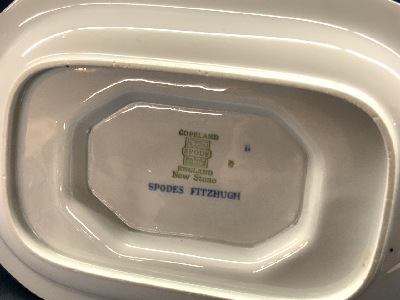 COPELAND
SPODE
ENGLAND
New Stone
SPODES FITZHUGH